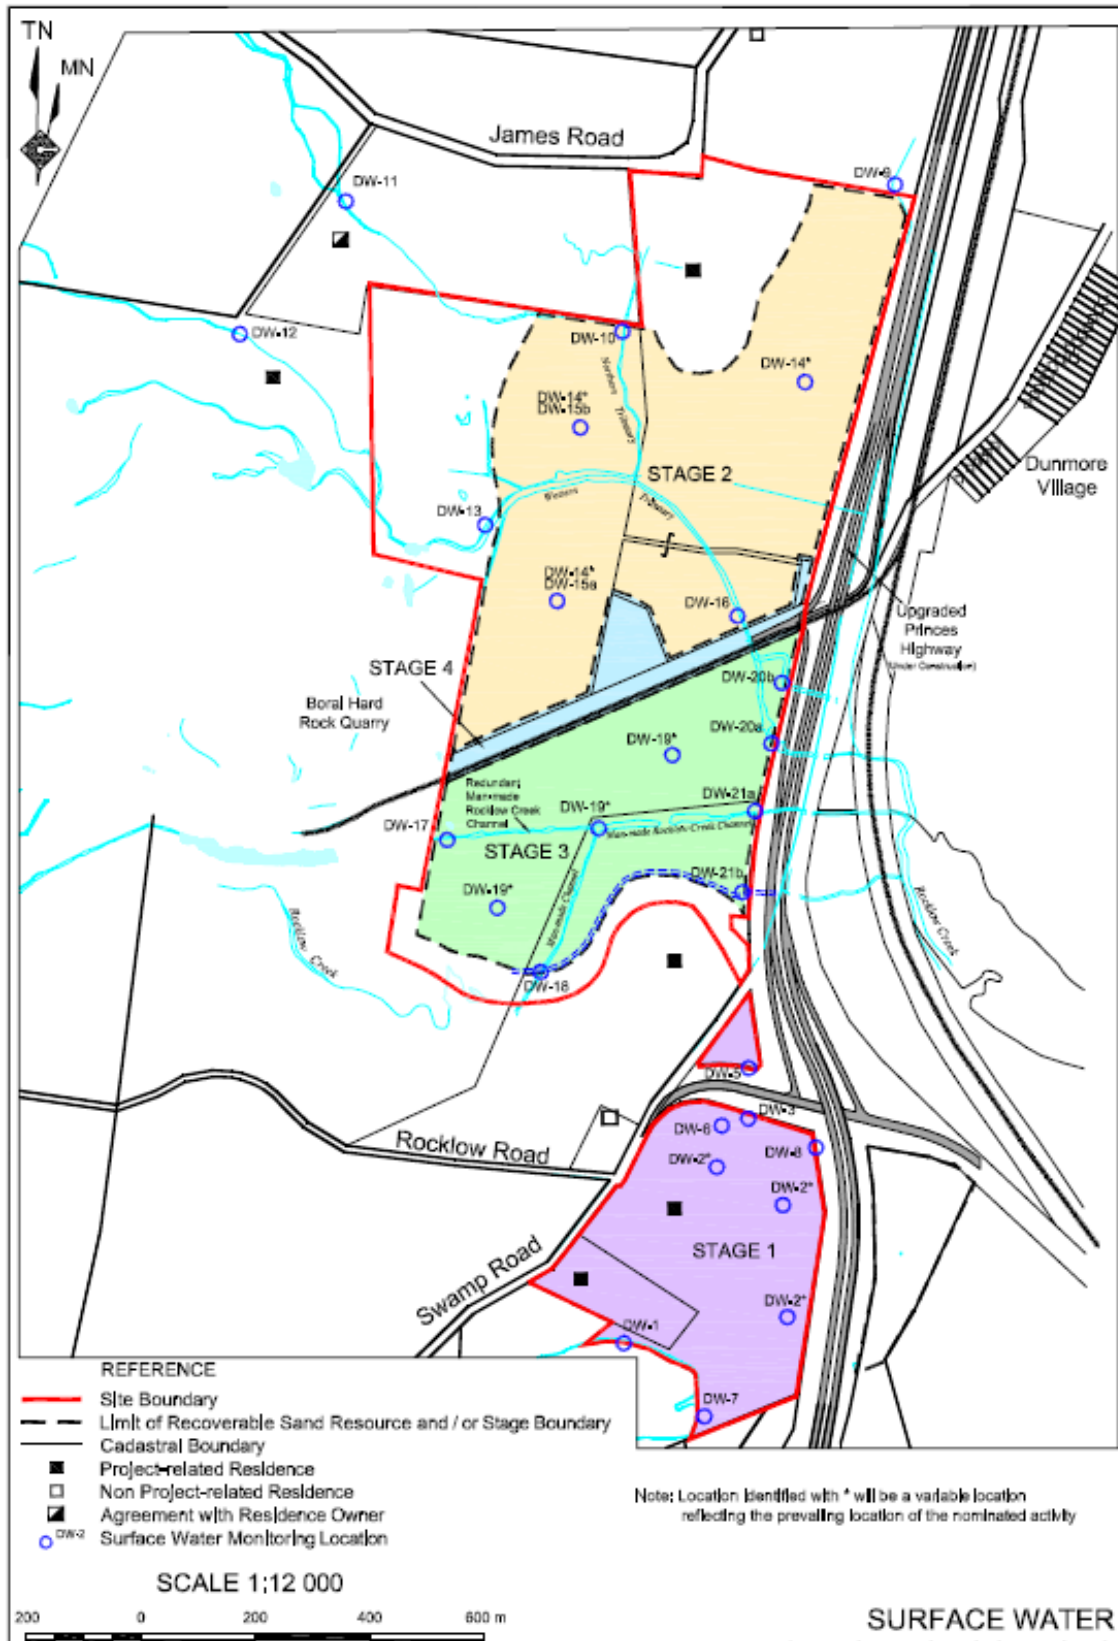 TN
MN
James Road
DW-9
DW-11
DW-12
DW-10
DW-14*
Northern
Tributary
DW-14*
DW-15b
STAGE 2
Dunmore
Village
Western
Tributary
DW-13
DW-14*
DW-15a
DW-16
Upgraded
Princes
Highway
(Under Construction)
STAGE 4
Boral Hard
Rock Quarry
DW-20b
DW-20a
DW-19*
Redundant
Man-made
Rocklow Creek
Channel
DW-21a
DW-19*
Man-made Rocklow Creek Channel
DW-17
STAGE 3
DW-21b
DW-19*
Man-made Channel
Rocklow Creek
Rocklow
Creek
DW-18
DW-5
DW-3
DW-6
DW-8
Rocklow Road
DW-2*
DW-2*
STAGE 1
Swamp Road
DW-2*
DW-1
DW-7
REFERENCE
Site Boundary
Limit of Recoverable Sand Resource and / or Stage Boundary
Cadastral Boundary
Project-related Residence
Non Project-related Residence
Agreement with Residence Owner
DW-2 Surface Water Monitoring Location
Note: Location identified with * will be a variable location
reflecting the prevailing location of the nominated activity
SCALE 1:12 000
200 0 200 400 600 m
SURFACE WATER